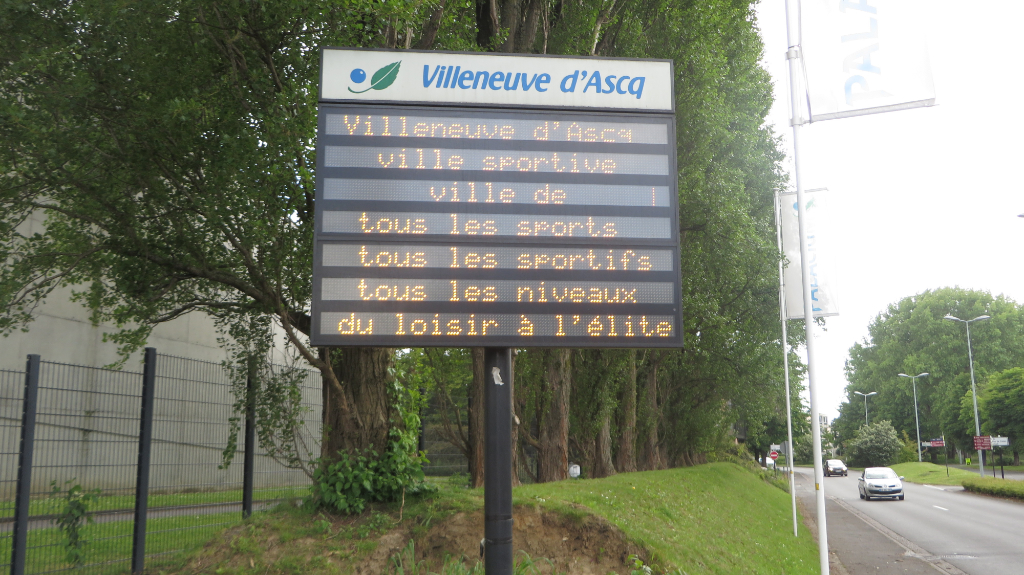 Villeneuve d'Ascq
Villeneuve d'Ascq
ville sportive
ville de
tous les sports
tous les sportifs
tous les niveaux
du loisir à l'élite